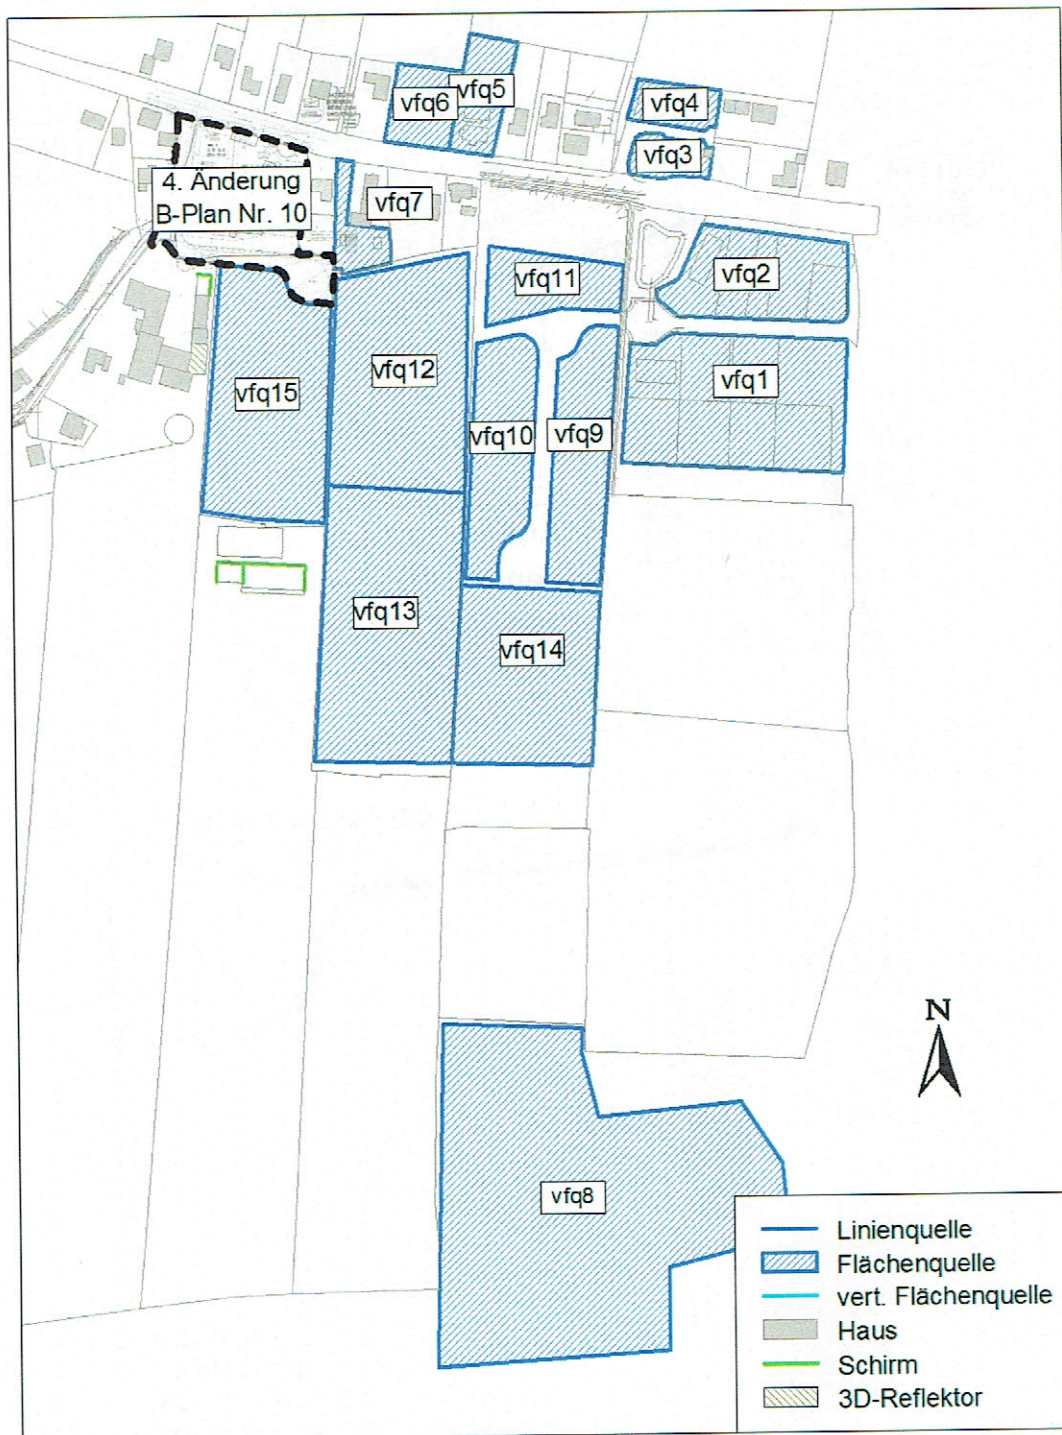 vfq5
vfq6
vfq4
vfq3
4. Änderung
B-Plan Nr. 10
vfq7
vfq11
vfq2
vfq12
vfq1
vfq15
vfq10
vfq9
vfq13
vfq14
N
vfq8
Linienquelle
Flächenquelle
vert. Flächenquelle
Haus
Schirm
3D-Reflektor